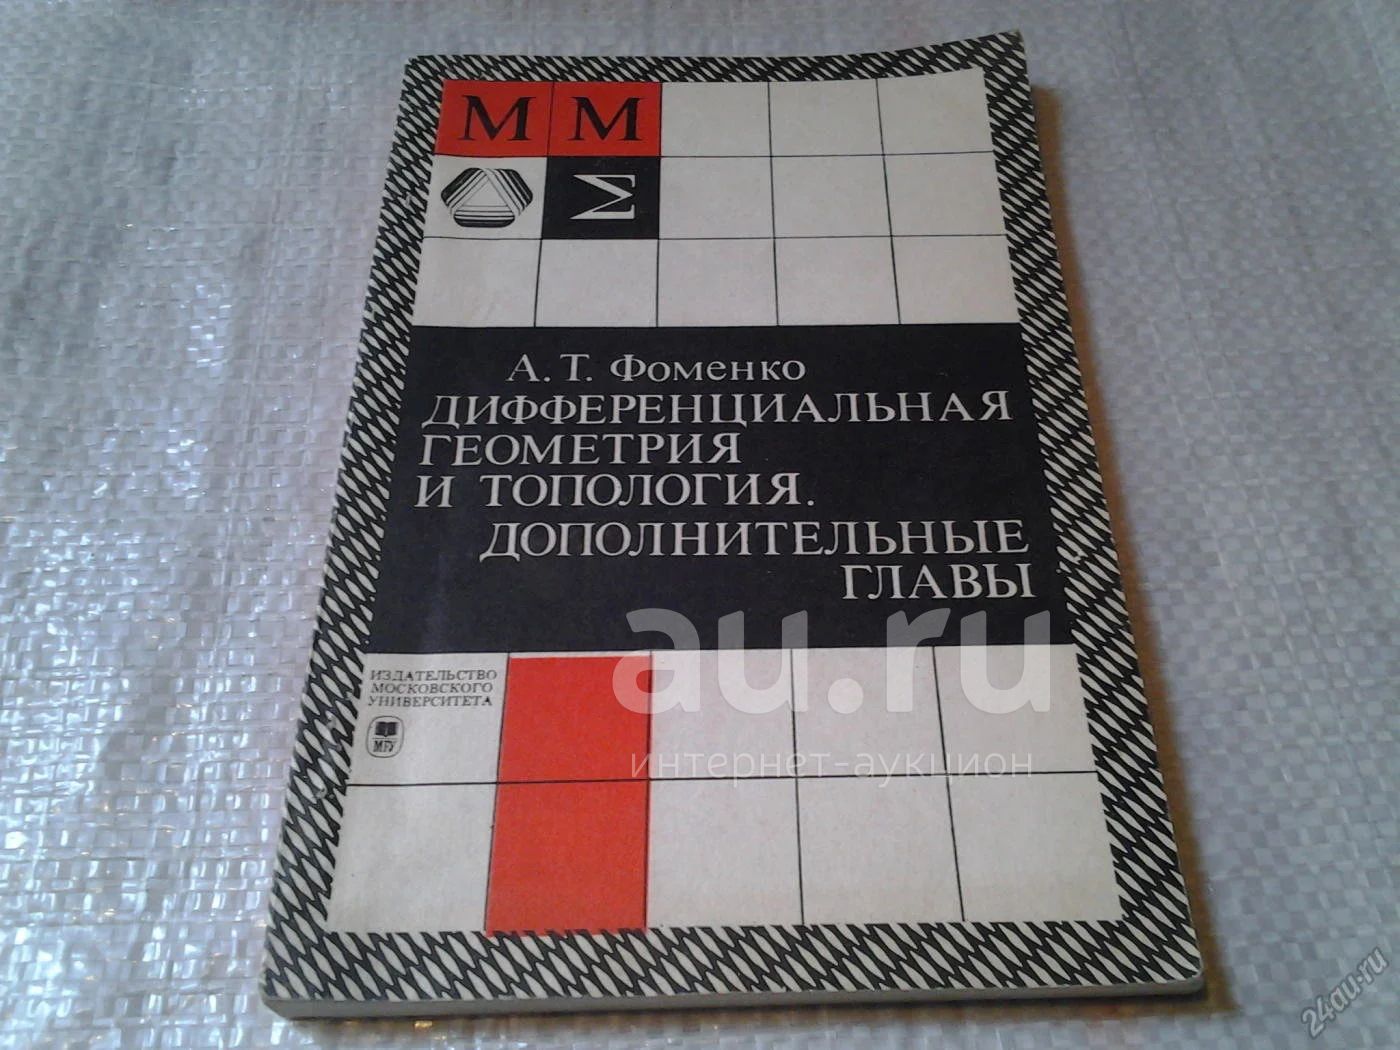 М М
Σ
А. Т. Фоменко
ДИФФЕРЕНЦИАЛЬНАЯ
ГЕОМЕТРИЯ
И ТОПОЛОГИЯ.
ДОПОЛНИТЕЛЬНЫЕ
ГЛАВЫ
ИЗДАТЕЛЬСТВО
МОСКОВСКОГО
УНИВЕРСИТЕТА
МГУ
au.ru
интернет-аукцион
24au.ru